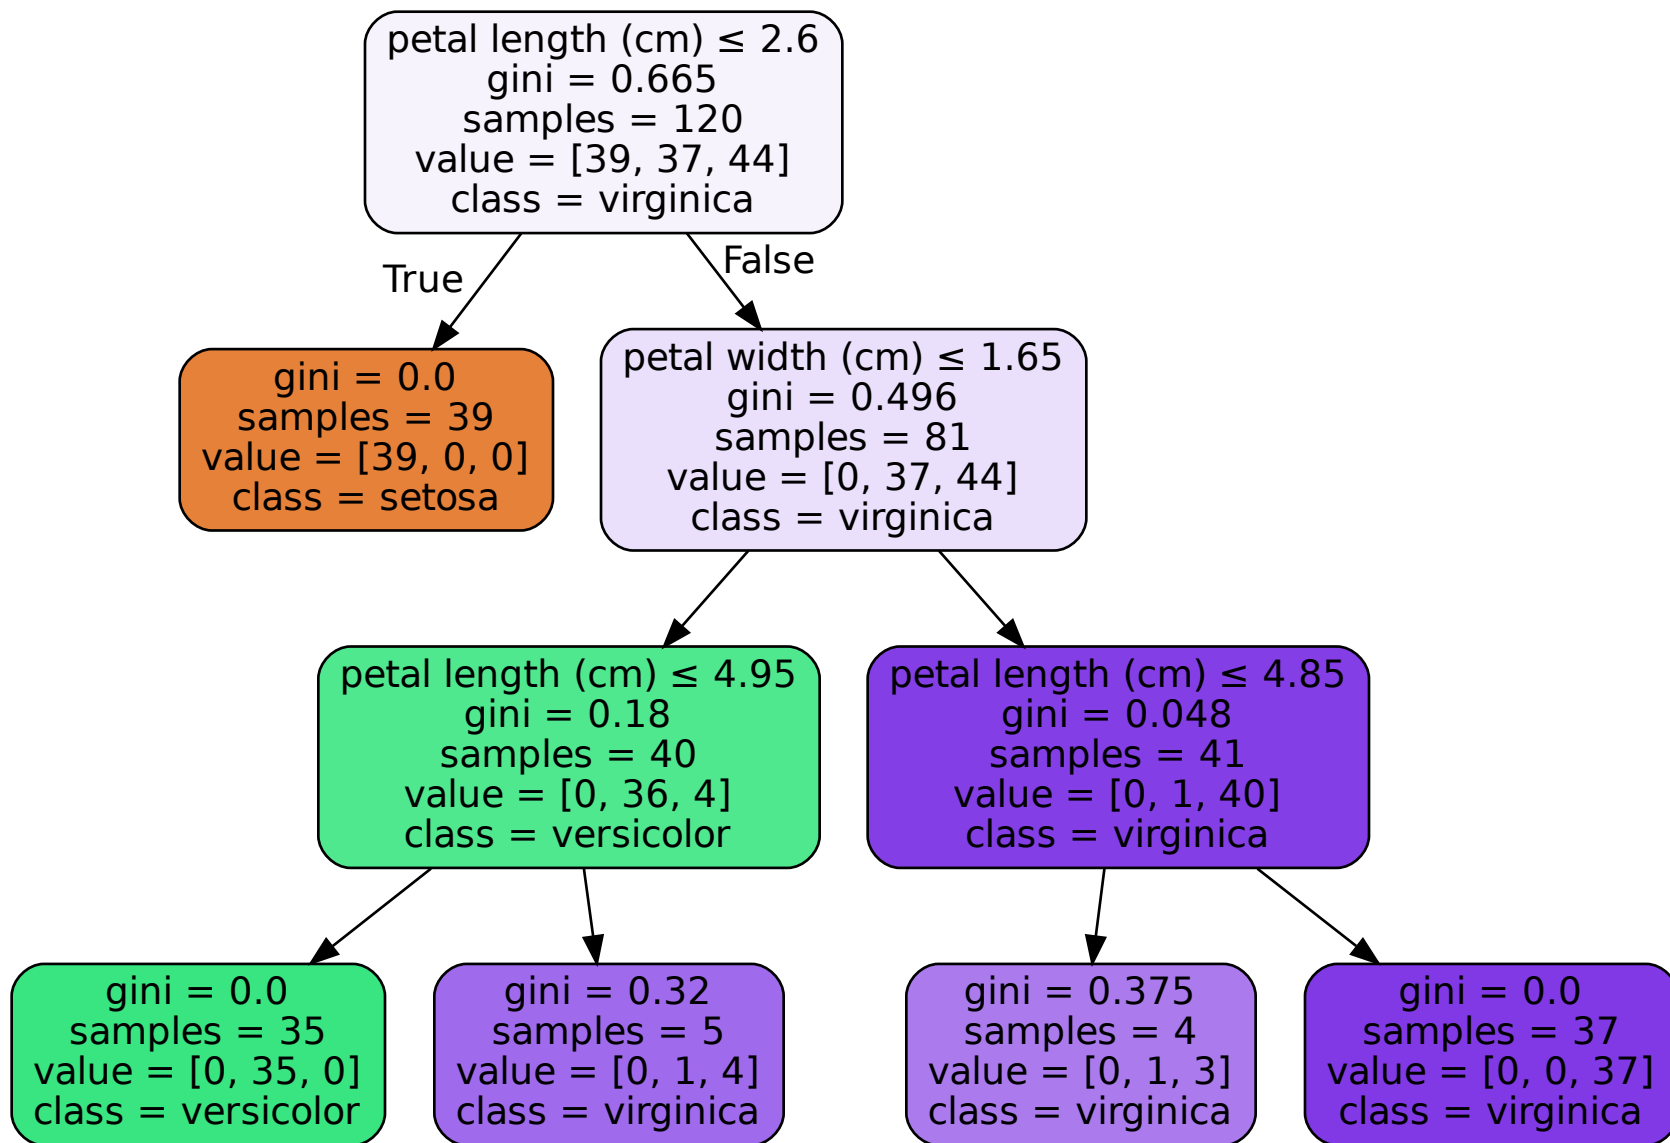 petal length (cm) ≤ 2.6
gini = 0.665
samples = 120
value = [39, 37, 44]
class = virginica
True
False
gini = 0.0
samples = 39
value = [39, 0, 0]
class = setosa
petal width (cm) ≤ 1.65
gini = 0.496
samples = 81
value = [0, 37, 44]
class = virginica
petal length (cm) ≤ 4.95
gini = 0.18
samples = 40
value = [0, 36, 4]
class = versicolor
petal length (cm) ≤ 4.85
gini = 0.048
samples = 41
value = [0, 1, 40]
class = virginica
gini = 0.0
samples = 35
value = [0, 35, 0]
class = versicolor
gini = 0.32
samples = 5
value = [0, 1, 4]
class = virginica
gini = 0.375
samples = 4
value = [0, 1, 3]
class = virginica
gini = 0.0
samples = 37
value = [0, 0, 37]
class = virginica